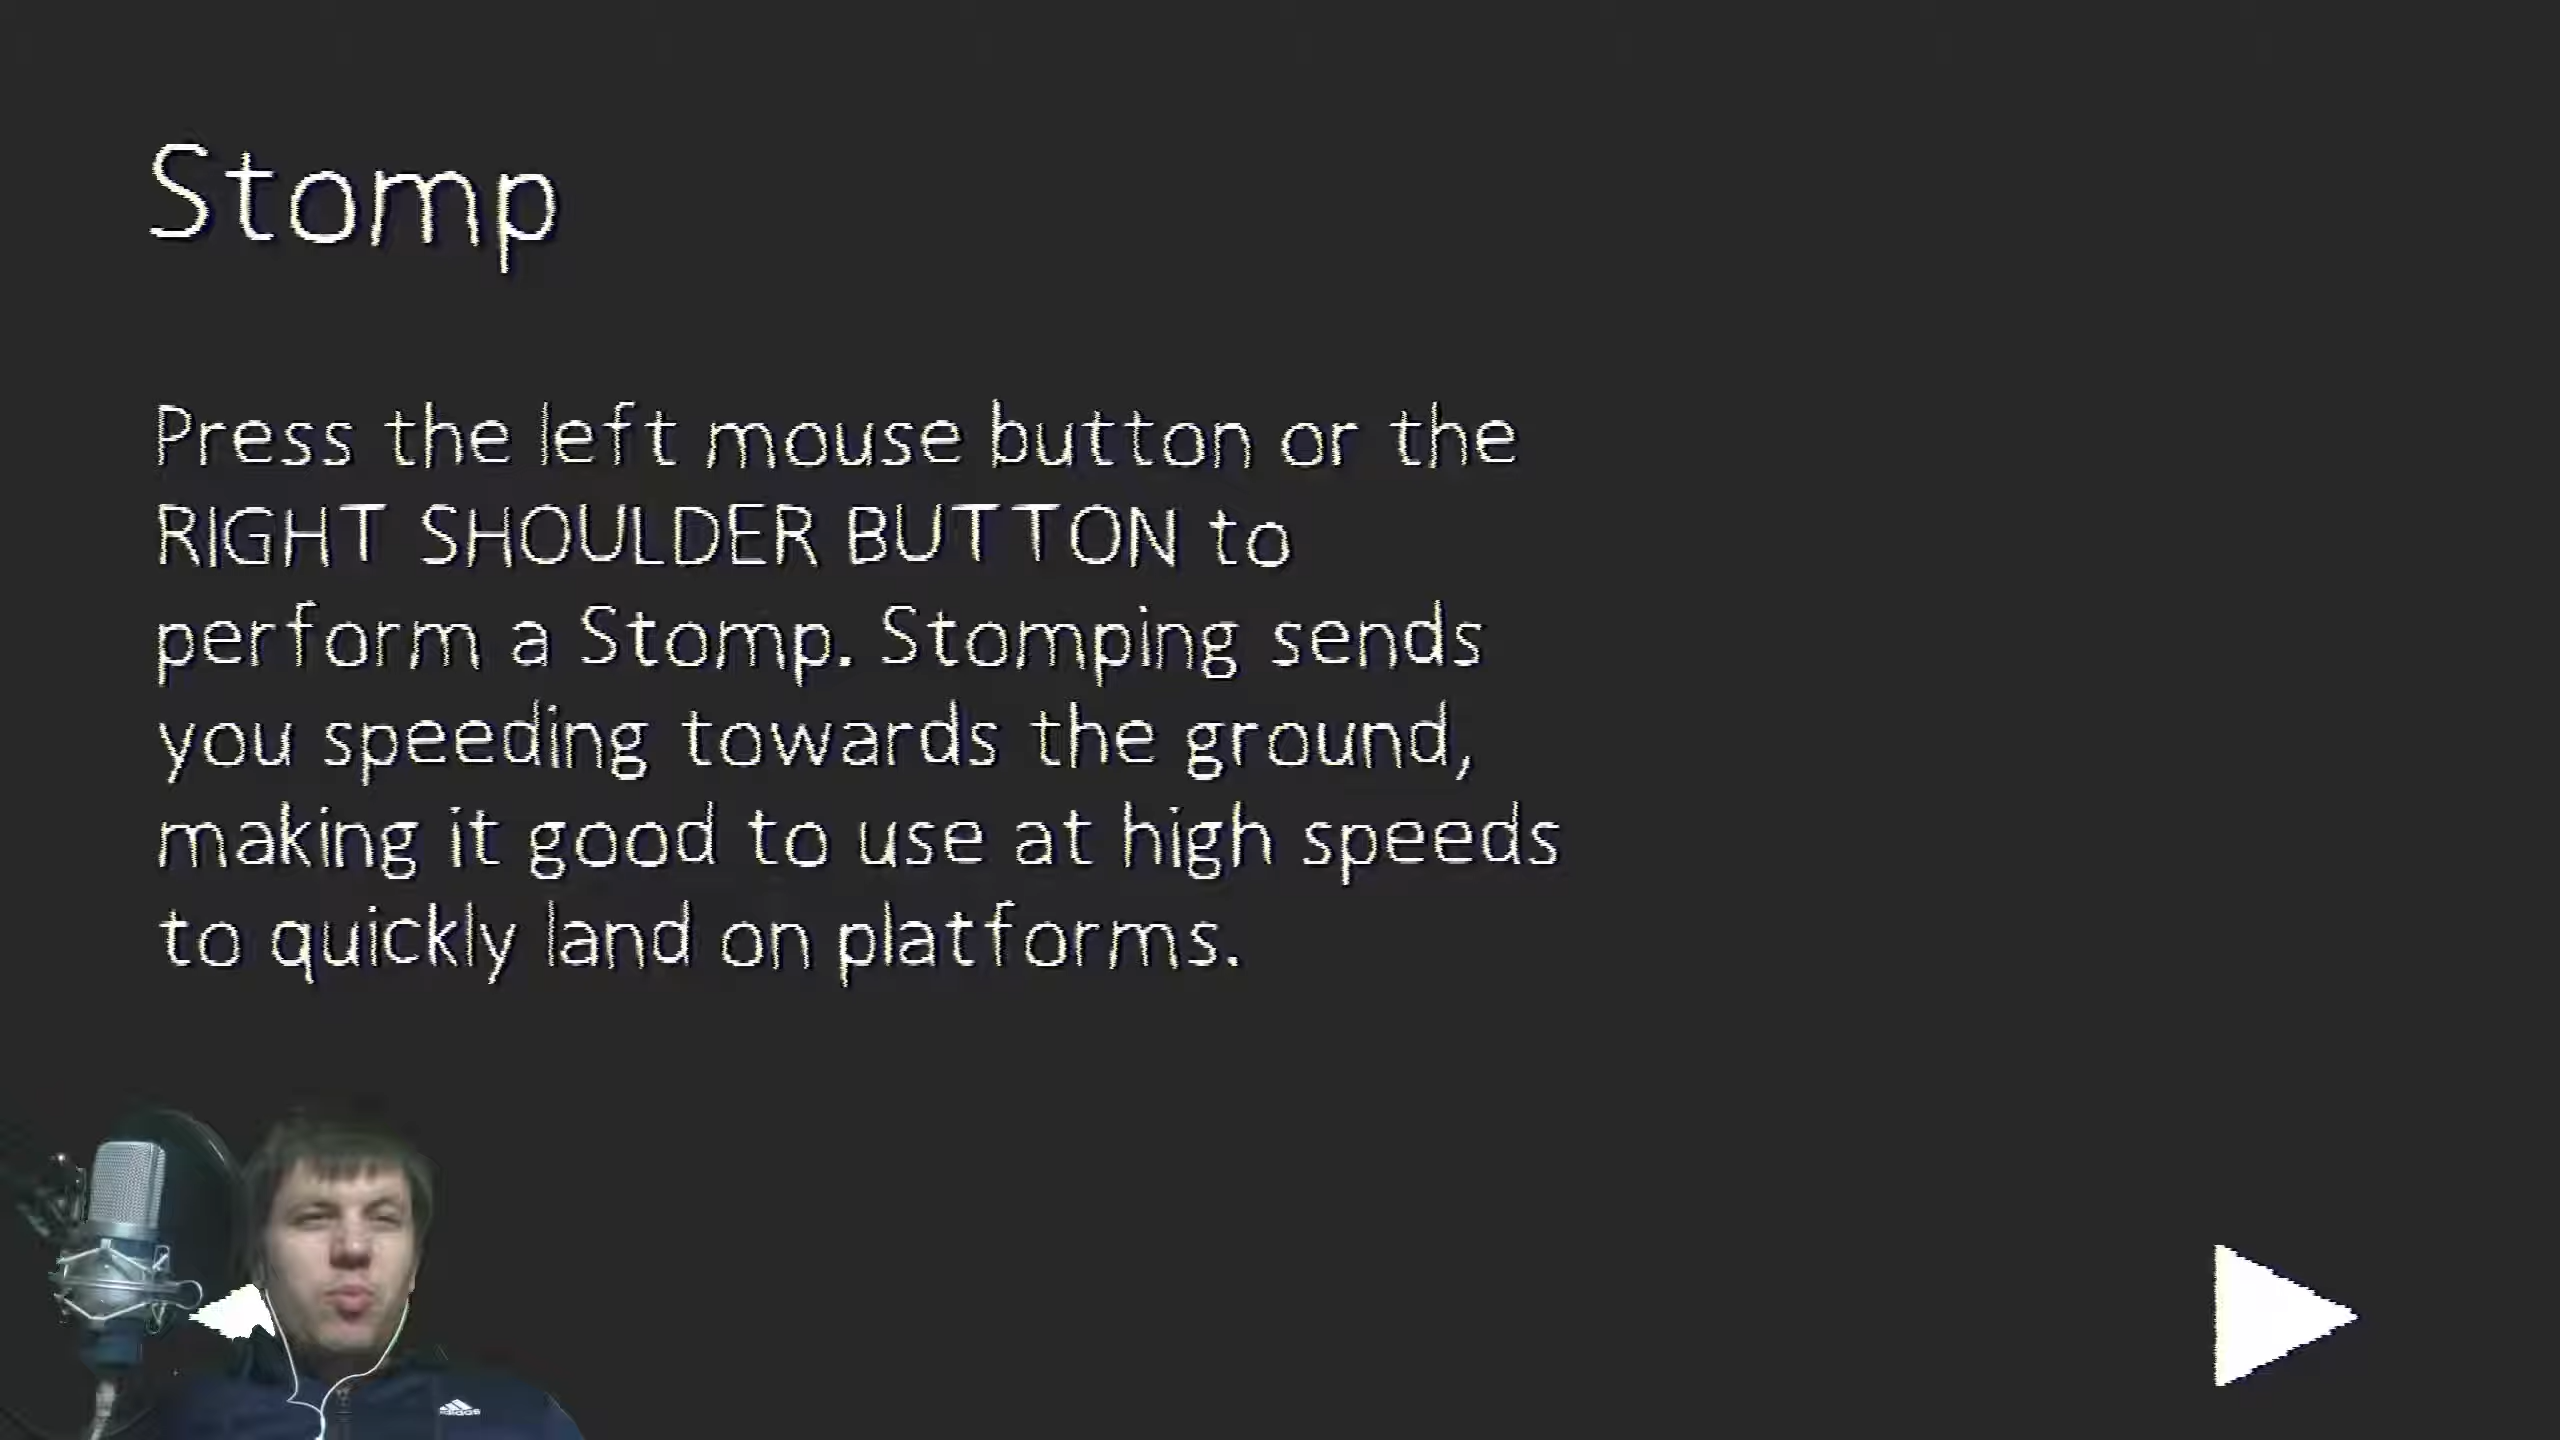 Stomp
Press the left mouse button or the
RIGHT SHOULDER BUTTON to
perform a Stomp. Stomping sends
you speeding towards the ground,
making it good to use at high speeds
to quickly land on platforms.
adidas